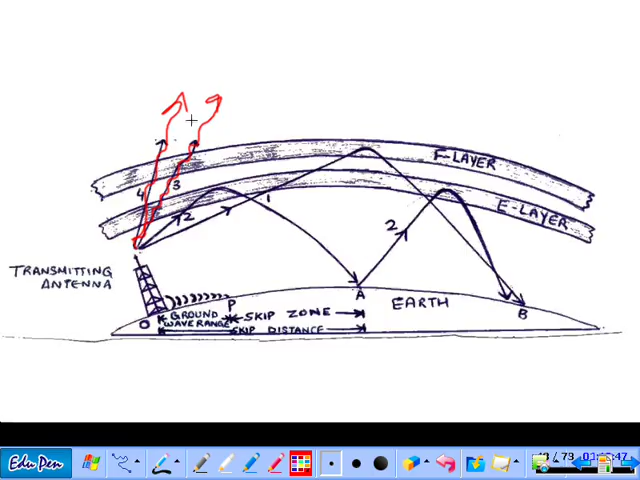 F-LAYER
4
3
2
1
E-LAYER
2
TRANSMITTING
ANTENNA
P
A
EARTH
B
O
GROUND
WAVE RANGE
SKIP ZONE
SKIP DISTANCE
Edu Pen